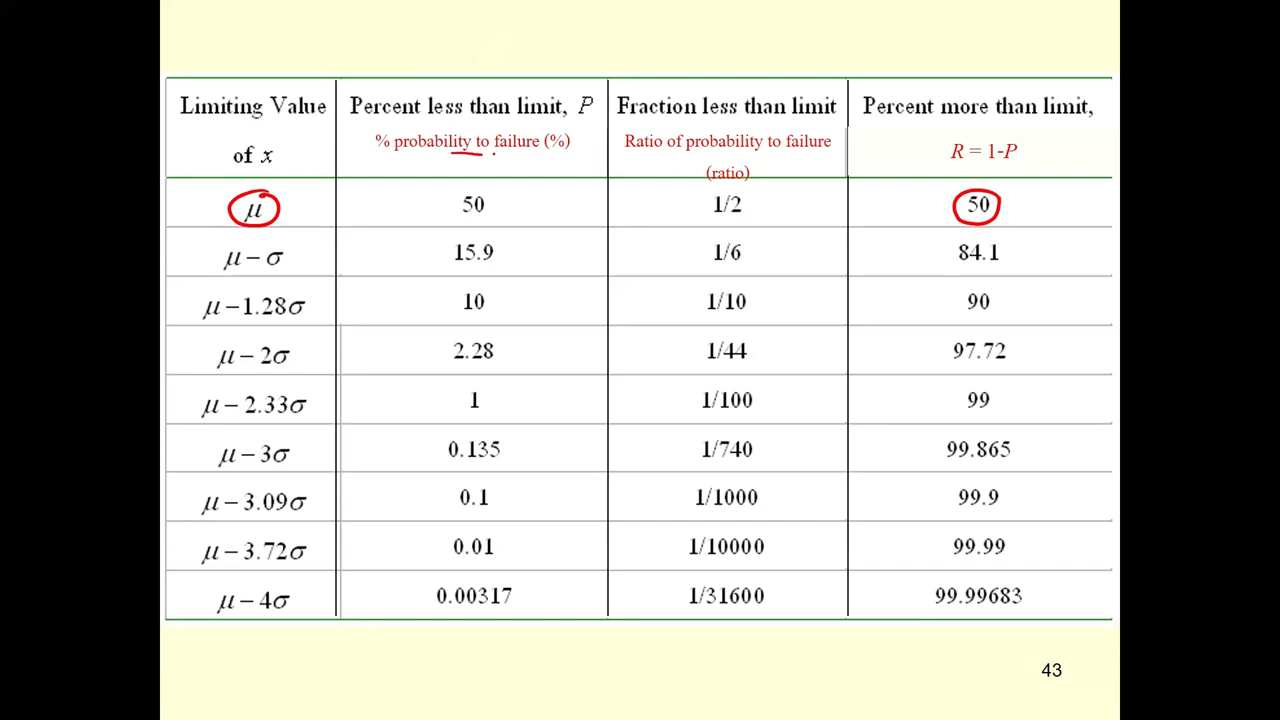 Limiting Value of x
Percent less than limit, P
% probability to failure (%)
Fraction less than limit
Ratio of probability to failure (ratio)
Percent more than limit,
R = 1-P
μ 50 1/2 50
μ – σ 15.9 1/6 84.1
μ – 1.28σ 10 1/10 90
μ – 2σ 2.28 1/44 97.72
μ – 2.33σ 1 1/100 99
μ – 3σ 0.135 1/740 99.865
μ – 3.09σ 0.1 1/1000 99.9
μ – 3.72σ 0.01 1/10000 99.99
μ – 4σ 0.00317 1/31600 99.99683
43